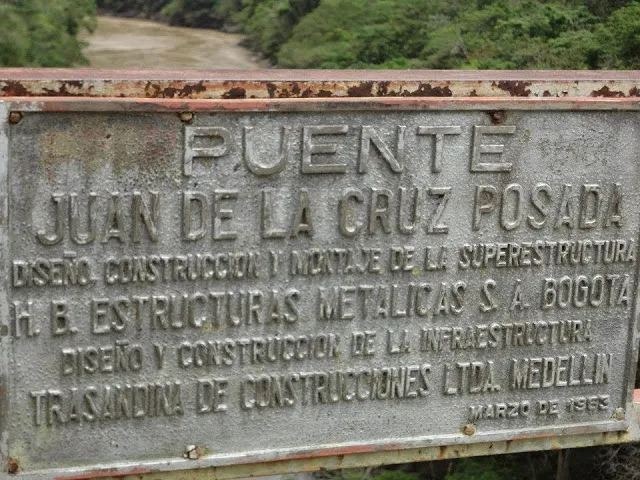 PUENTE
JUAN DE LA CRUZ POSADA
DISEÑO, CONSTRUCCION Y MONTAJE DE LA SUPERESTRUCTURA
H. B. ESTRUCTURAS METALICAS S. A. BOGOTA
DISEÑO Y CONSTRUCCION DE LA INFRAESTRUCTURA
TRASANDINA DE CONSTRUCCIONES LTDA. MEDELLIN
MARZO DE 1963